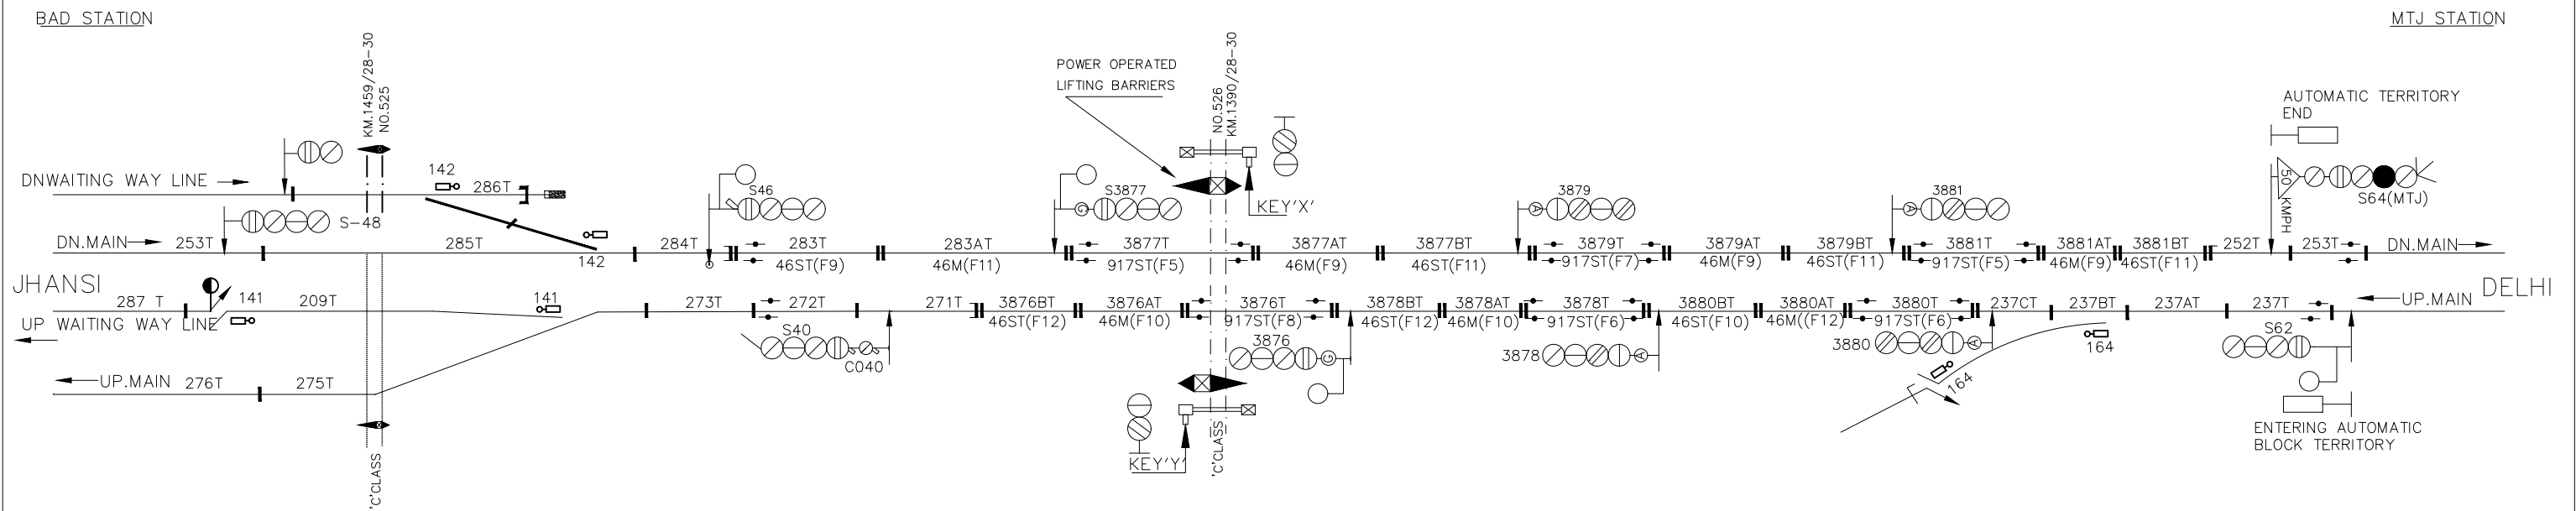 BAD STATION
MTJ STATION
KM.1459/28-30
NO.525
POWER OPERATED
LIFTING BARRIERS
NO.526
KM.1390/28-30
AUTOMATIC TERRITORY
END
DNWAITING WAY LINE
142
286T
S46
S3877
G
KEY'X'
3879
A
3881
A
50
KMPH
S64(MTJ)
S-48
DN.MAIN
253T
285T
142
284T
283T
46ST(F9)
283AT
46M(F11)
3877T
917ST(F5)
3877AT
46M(F9)
3877BT
46ST(F11)
3879T
917ST(F7)
3879AT
46M(F9)
3879BT
46ST(F11)
3881T
917ST(F5)
3881AT
46M(F9)
3881BT
46ST(F11)
252T
253T
DN.MAIN
JHANSI
DELHI
287 T
141
209T
141
273T
272T
271T
3876BT
46ST(F12)
3876AT
46M(F10)
3876T
917ST(F8)
3878BT
46ST(F12)
3878AT
46M(F10)
3878T
917ST(F6)
3880BT
46ST(F10)
3880AT
46M((F12)
3880T
917ST(F6)
237CT
237BT
237AT
237T
UP.MAIN
UP WAITING WAY LINE
S40
CO40
3876
G
3878
A
3880
A
164
164
S62
UP.MAIN
276T
275T
'C'CLASS
KEY'Y'
'C'CLASS
ENTERING AUTOMATIC
BLOCK TERRITORY